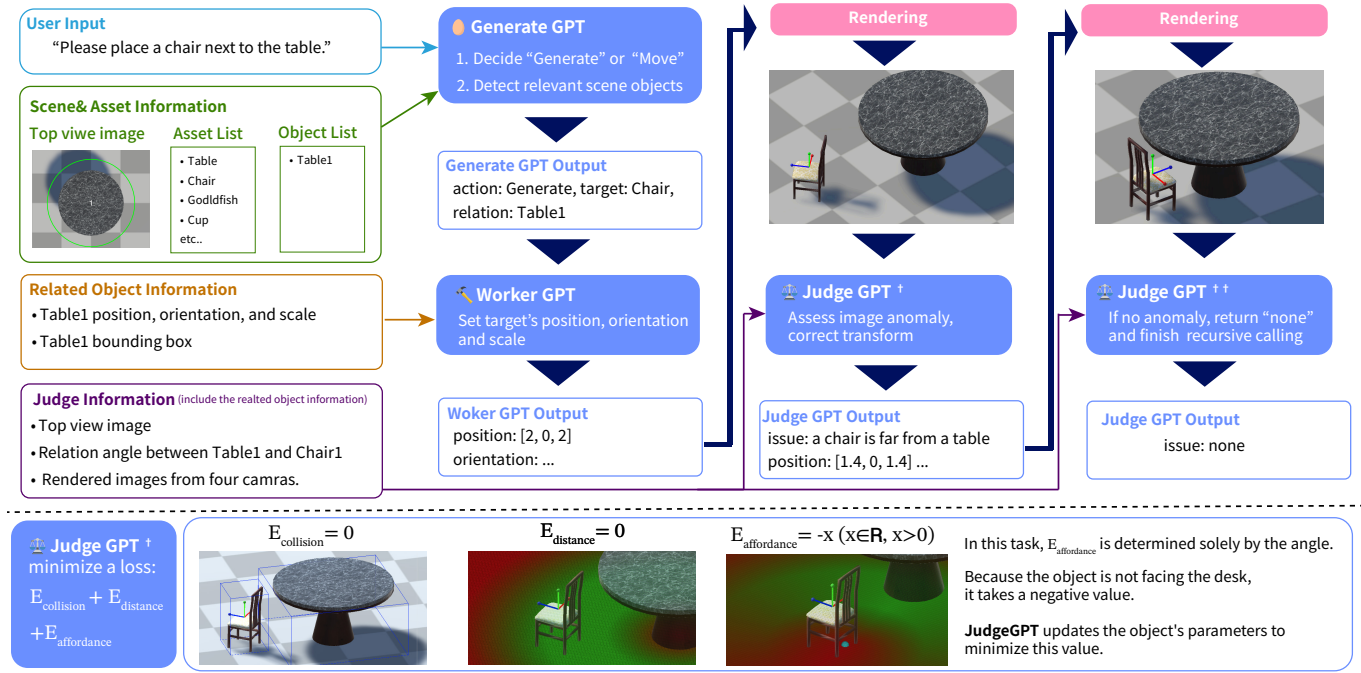 User Input
“Please place a chair next to the table.”
Scene& Asset Information
Top viwe image
Asset List
Object List
• Table
• Chair
• Godldfish
• Cup
etc..
• Table1
1
Related Object Information
• Table1 position, orientation, and scale
• Table1 bounding box
Judge Information (include the realted object information)
• Top view image
• Relation angle between Table1 and Chair1
• Rendered images from four camras.
Generate GPT
1. Decide “Generate” or “Move”
2. Detect relevant scene objects
Generate GPT Output
action: Generate, target: Chair,
relation: Table1
Worker GPT
Set target’s position, orientation
and scale
Woker GPT Output
position: [2, 0, 2]
orientation: ...
Rendering
Judge GPT †
Assess image anomaly,
correct transform
Judge GPT Output
issue: a chair is far from a table
position: [1.4, 0, 1.4] ...
Rendering
Judge GPT ††
If no anomaly, return “none”
and finish recursive calling
Judge GPT Output
issue: none
Judge GPT †
minimize a loss:
Ecollision + Edistance
+Eaffordance
Ecollision= 0
Edistance= 0
Eaffordance= -x (x∈R, x>0)
In this task, Eaffordance is determined solely by the angle.
Because the object is not facing the desk,
it takes a negative value.
JudgeGPT updates the object's parameters to
minimize this value.